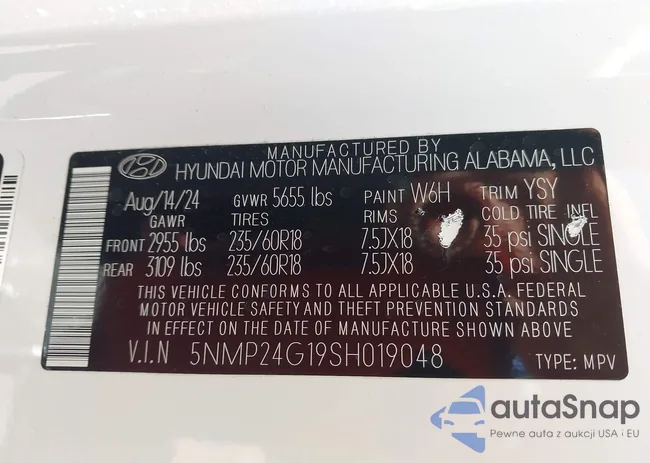 MANUFACTURED BY
HYUNDAI MOTOR MANUFACTURING ALABAMA, LLC
Aug/14/24 GVWR 5655 lbs PAINT W6H TRIM YSY
GAWR TIRES RIMS COLD TIRE INFL
FRONT 2955 lbs 235/60R18 7.5JX18 35 psi SINGLE
REAR 3109 lbs 235/60R18 7.5JX18 35 psi SINGLE
THIS VEHICLE CONFORMS TO ALL APPLICABLE U.S.A. FEDERAL
MOTOR VEHICLE SAFETY AND THEFT PREVENTION STANDARDS
IN EFFECT ON THE DATE OF MANUFACTURE SHOWN ABOVE.
V.I.N 5NMP24G19SH019048 TYPE: MPV
autaSnap
Pewne auta z aukcji USA i EU